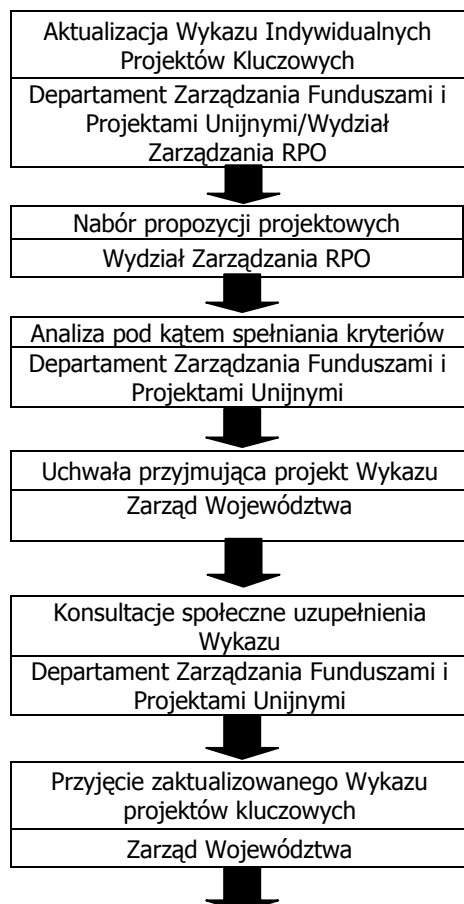 Aktualizacja Wykazu Indywidualnych
Projektów Kluczowych
Departament Zarządzania Funduszami i
Projektami Unijnymi/Wydział
Zarządzania RPO
Nabór propozycji projektowych
Wydział Zarządzania RPO
Analiza pod kątem spełniania kryteriów
Departament Zarządzania Funduszami i
Projektami Unijnymi
Uchwała przyjmująca projekt Wykazu
Zarząd Województwa
Konsultacje społeczne uzupełnienia
Wykazu
Departament Zarządzania Funduszami i
Projektami Unijnymi
Przyjęcie zaktualizowanego Wykazu
projektów kluczowych
Zarząd Województwa